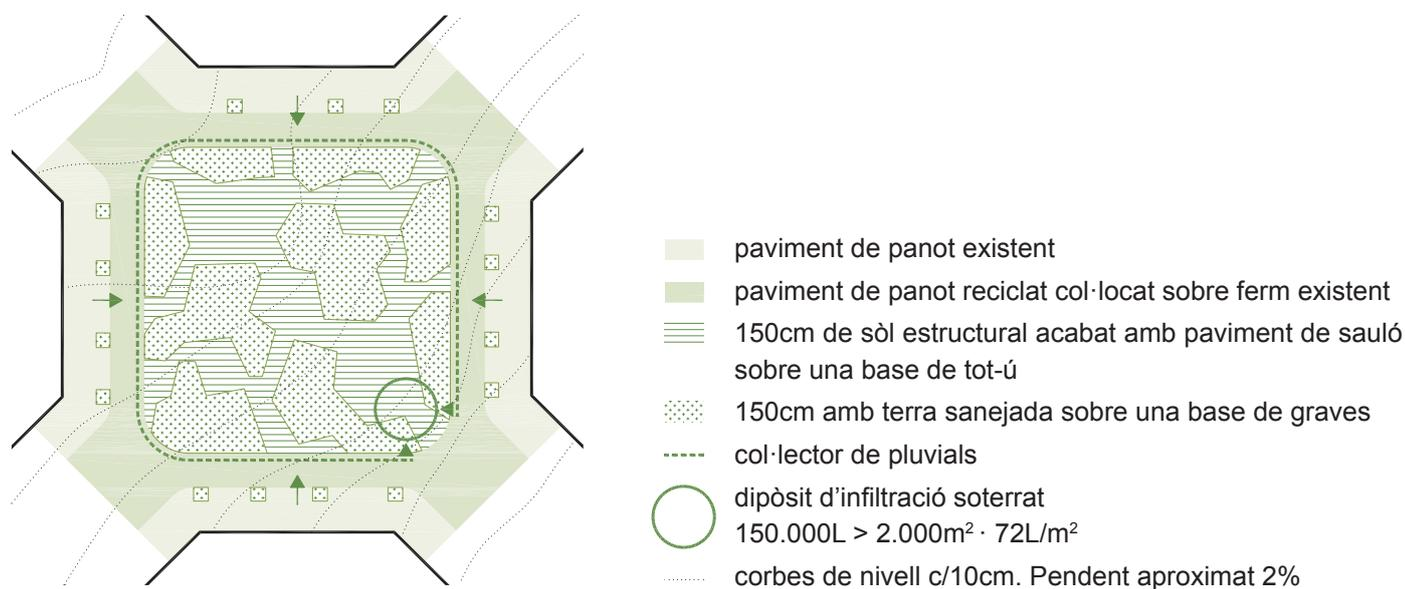 paviment de panot existent
paviment de panot reciclat col·locat sobre ferm existent
150cm de sòl estructural acabat amb paviment de sauló
sobre una base de tot-ú
150cm amb terra sanejada sobre una base de graves
col·lector de pluvials
dipòsit d’infiltració soterrat
150.000L > 2.000m² · 72L/m²
corbes de nivell c/10cm. Pendent aproximat 2%